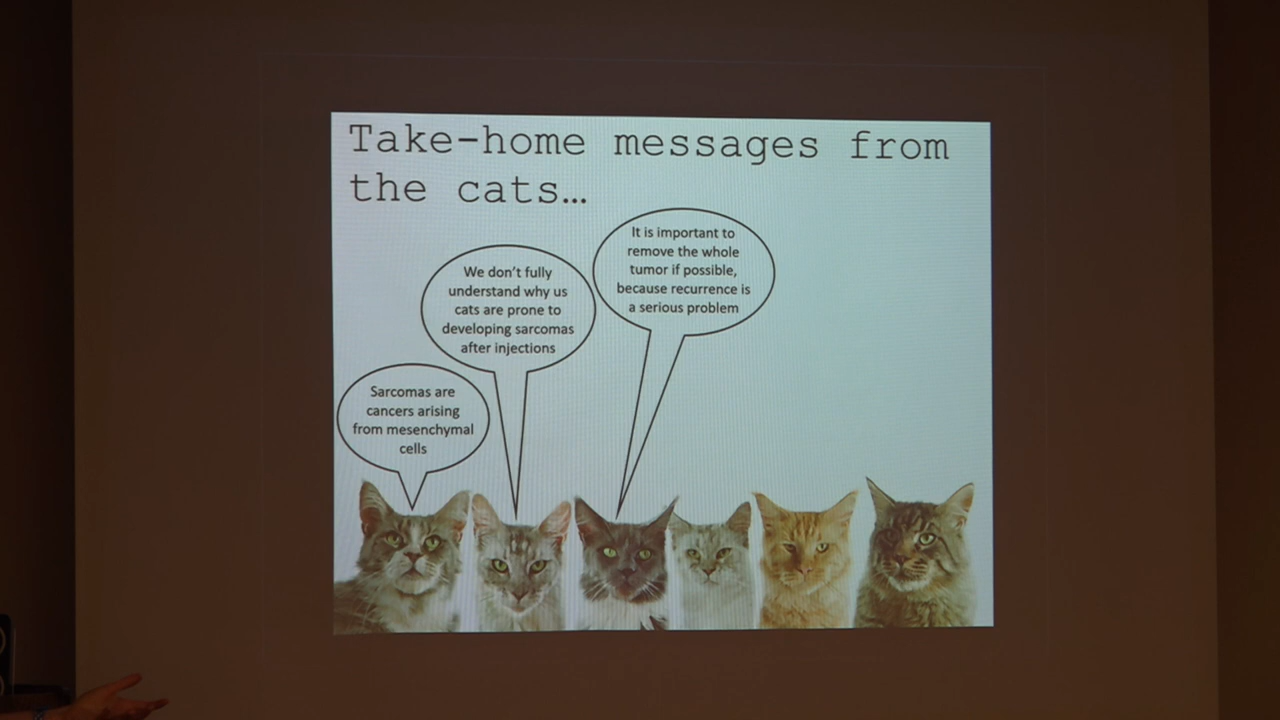 Take-home messages from
the cats…
Sarcomas are
cancers arising
from mesenchymal
cells
We don't fully
understand why us
cats are prone to
developing sarcomas
after injections
It is important to
remove the whole
tumor if possible,
because recurrence is
a serious problem